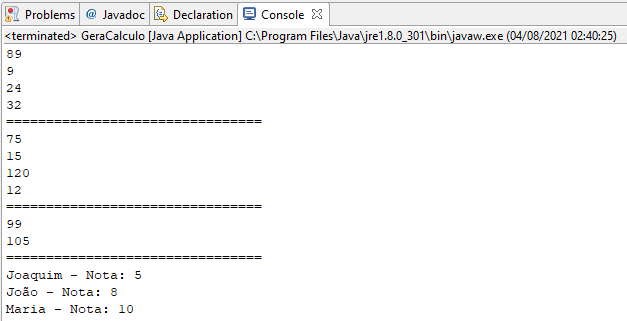 Problems @ Javadoc Declaration Console
<terminated> GeraCalculo [Java Application] C:\Program Files\Java\jre1.8.0_301\bin\javaw.exe (04/08/2021 02:40:25)
89
9
24
32
================================
75
15
120
12
================================
99
105
================================
Joaquim - Nota: 5
João - Nota: 8
Maria - Nota: 10